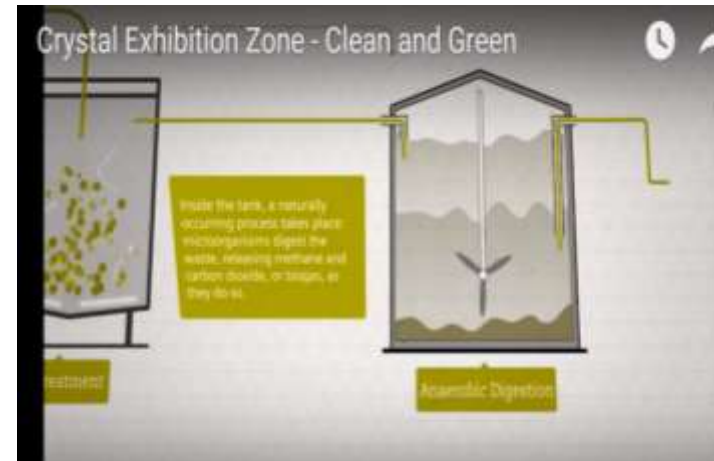 Crystal Exhibition Zone - Clean and Green
Inside the tank, a naturally
occurring process takes place:
microorganisms digest the
waste, releasing methane and
carbon dioxide, or biogas, as
they do so.
reatment
Anaerobic Digestion